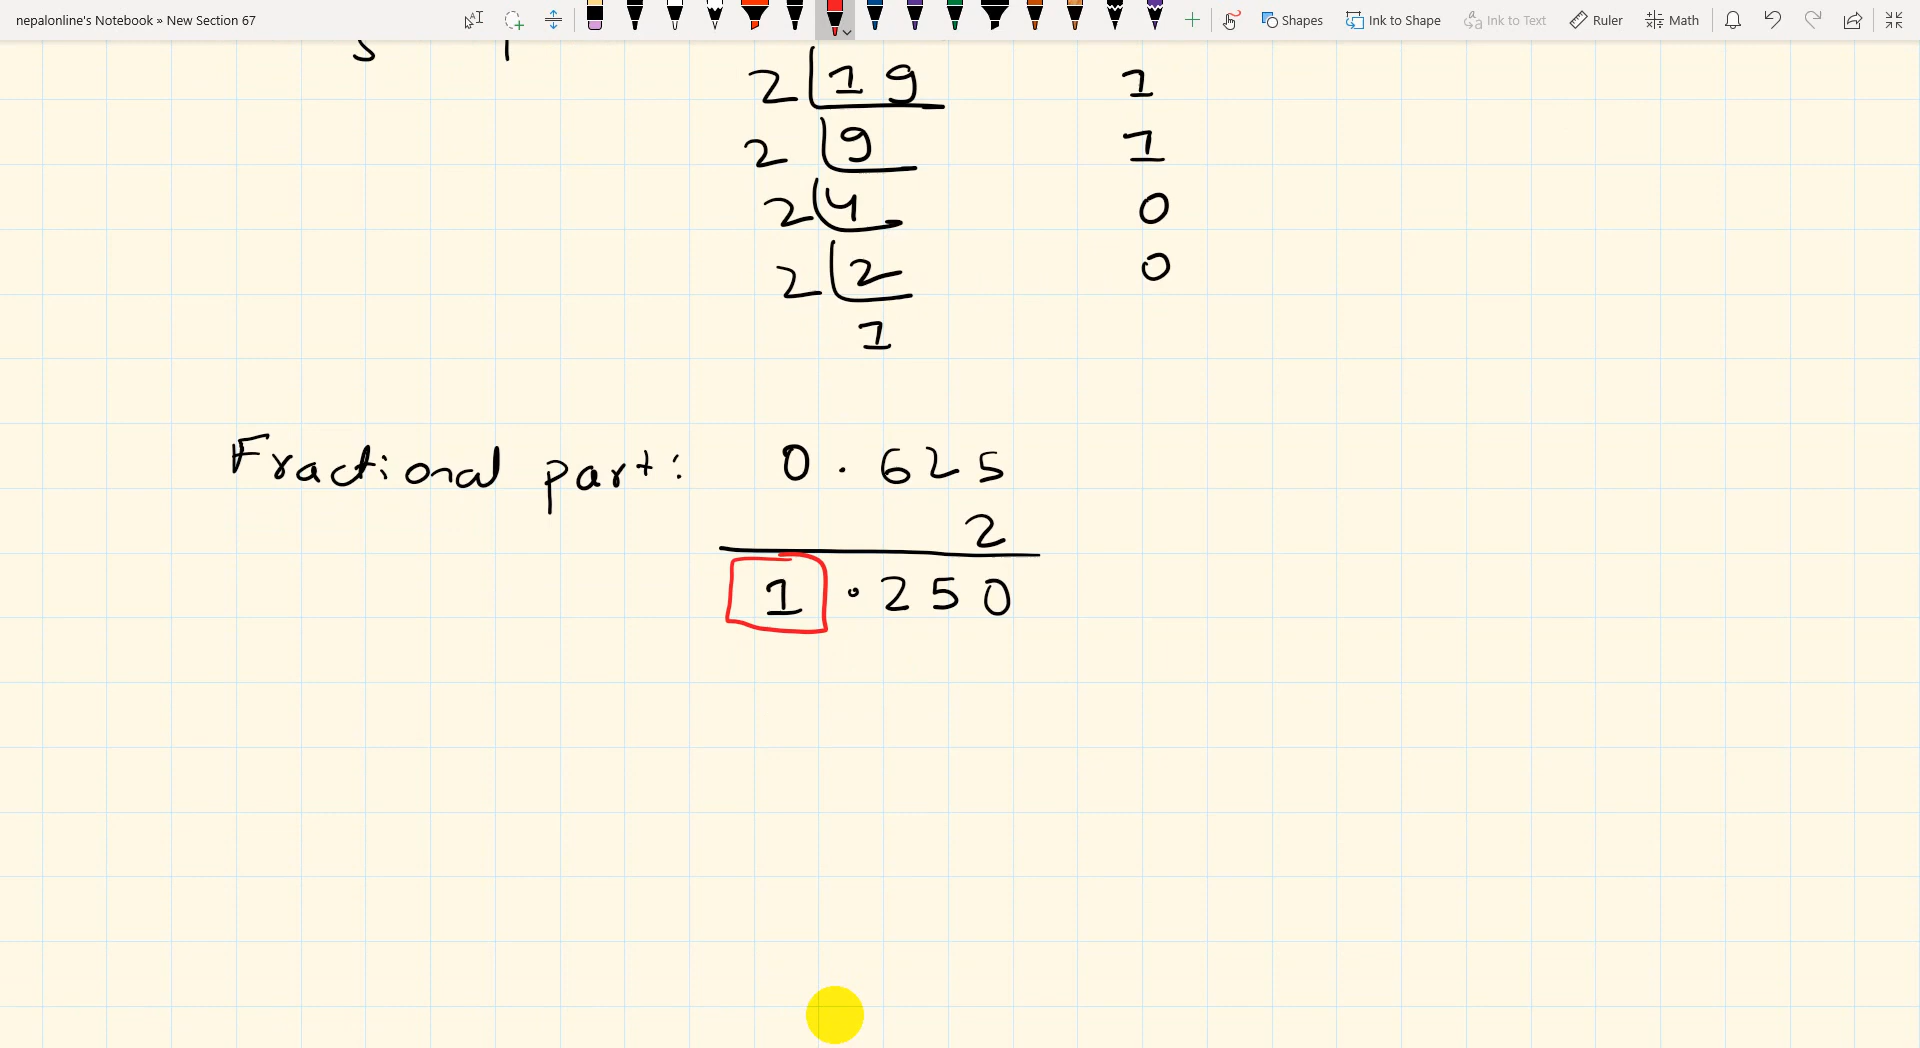 nepalonline's Notebook » New Section 67
Shapes Ink to Shape Ink to Text Ruler Math
2 19 1
2 9 1
2 4 0
2 2 0
1
Fractional part: 0.625
2
1.250